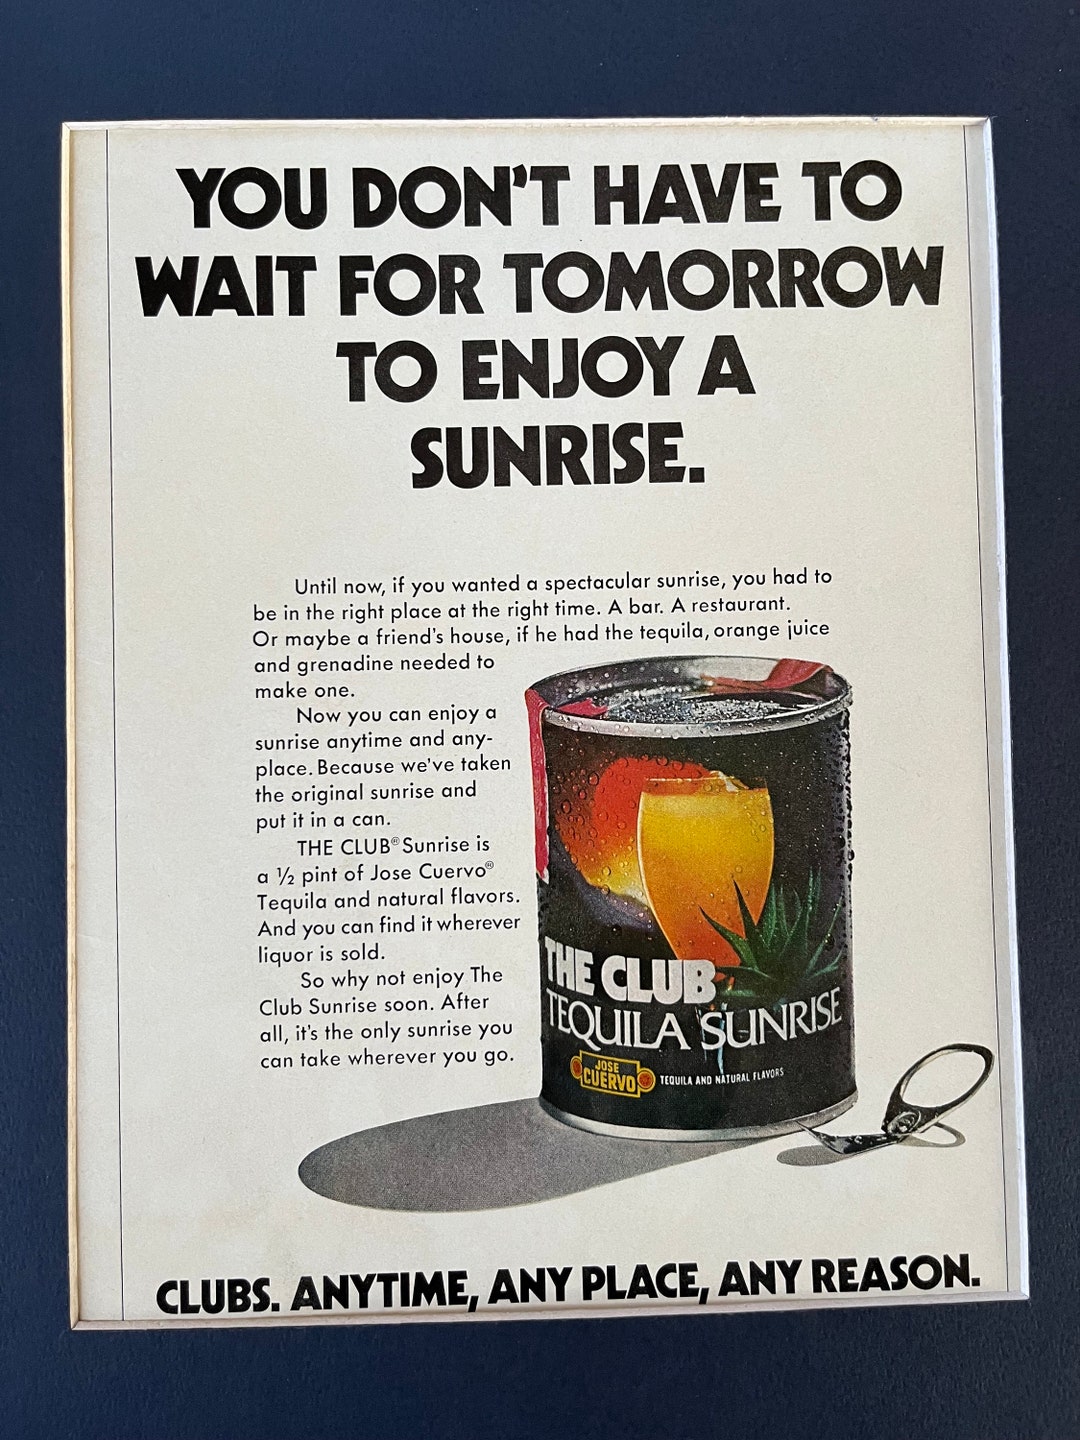 YOU DON'T HAVE TO
WAIT FOR TOMORROW
TO ENJOY A
SUNRISE.
Until now, if you wanted a spectacular sunrise, you had to
be in the right place at the right time. A bar. A restaurant.
Or maybe a friend's house, if he had the tequila, orange juice
and grenadine needed to
make one.
Now you can enjoy a
sunrise anytime and any-
place. Because we've taken
the original sunrise and
put it in a can.
THE CLUB® Sunrise is
a ½ pint of Jose Cuervo®
Tequila and natural flavors.
And you can find it wherever
liquor is sold.
So why not enjoy The
Club Sunrise soon. After
all, it's the only sunrise you
can take wherever you go.
THE CLUB
TEQUILA SUNRISE
JOSE
CUERVO
TEQUILA AND NATURAL FLAVORS
CLUBS. ANYTIME, ANY PLACE, ANY REASON.